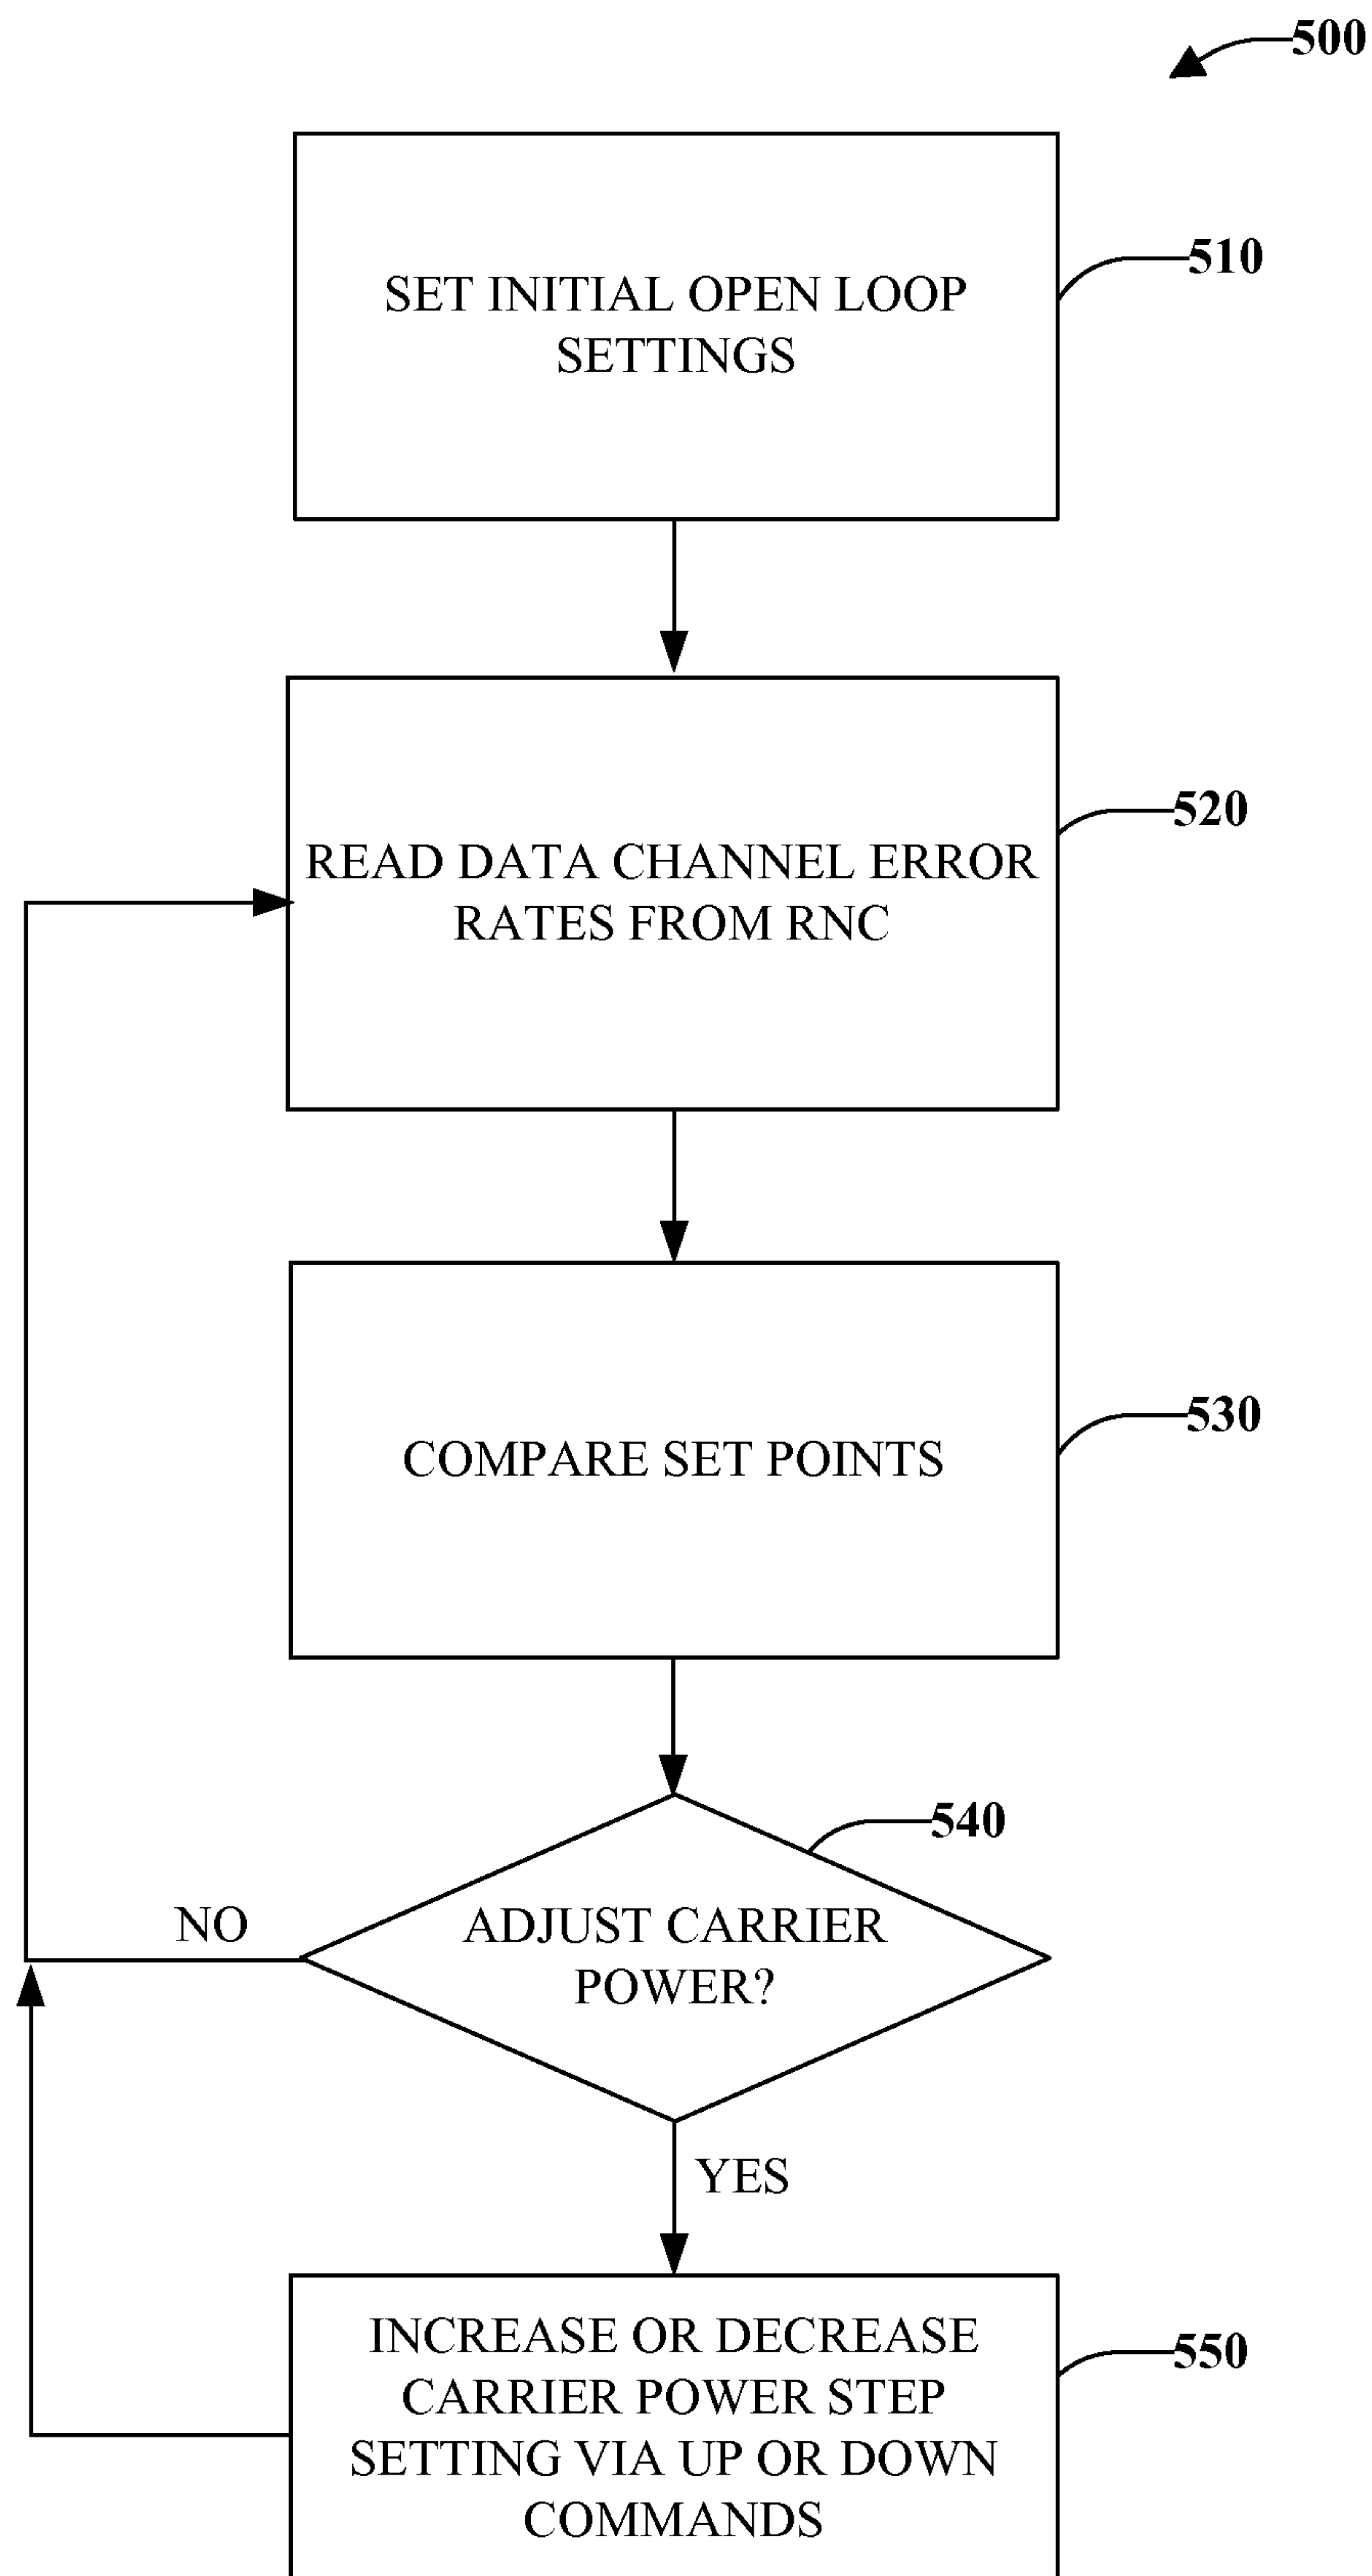 500
SET INITIAL OPEN LOOP
SETTINGS
510
READ DATA CHANNEL ERROR
RATES FROM RNC
520
COMPARE SET POINTS
530
540
ADJUST CARRIER
POWER?
NO
YES
INCREASE OR DECREASE
CARRIER POWER STEP
SETTING VIA UP OR DOWN
COMMANDS
550